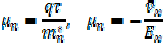 μₙ = qτ/mₙ*, μₙ = −vₙ/Eₙ